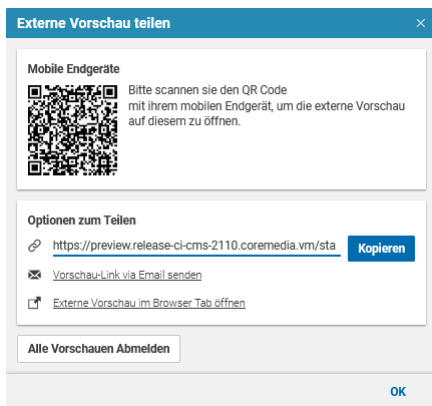 Externe Vorschau teilen
Mobile Endgeräte
Bitte scannen sie den QR Code
mit ihrem mobilen Endgerät, um die externe Vorschau
auf diesem zu öffnen.
Optionen zum Teilen
https://preview.release-ci-cms-2110.coremedia.vm/sta
Kopieren
Vorschau-Link via Email senden
Externe Vorschau im Browser Tab öffnen
Alle Vorschauen Abmelden
OK